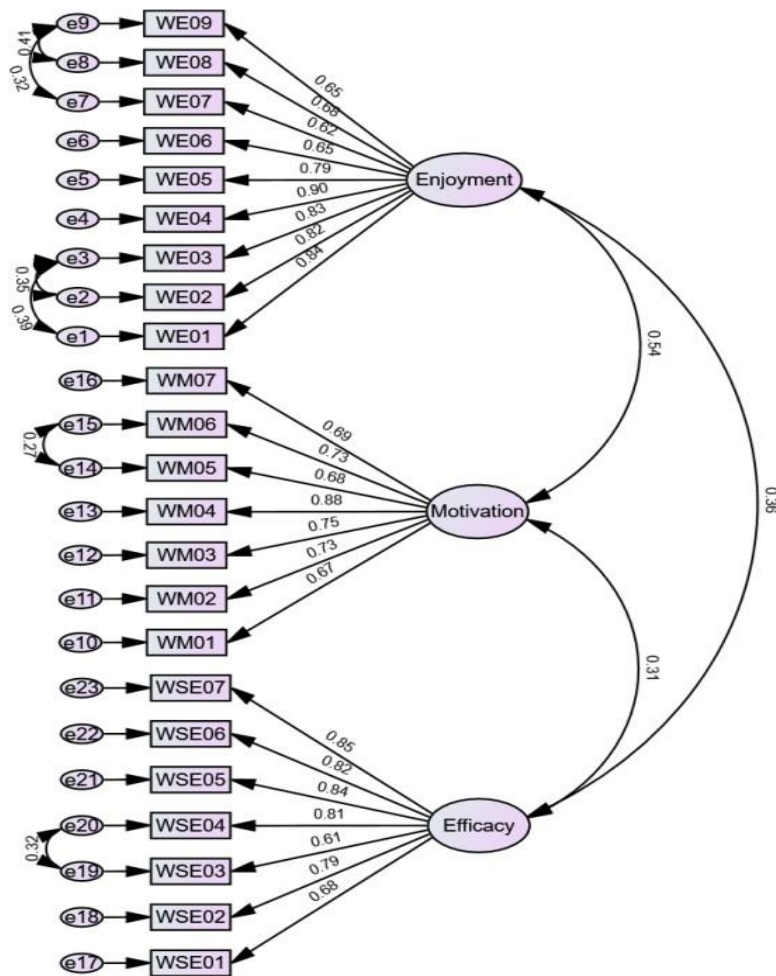 e9 WE09
0.41
e8 WE08
0.32
e7 WE07
e6 WE06
e5 WE05
e4 WE04
e3 WE03
0.35
e2 WE02
0.39
e1 WE01
0.65
0.68
0.62
0.65
0.79
0.90
0.83
0.82
0.84
Enjoyment
0.54
0.36
e16 WM07
e15 WM06
0.27
e14 WM05
e13 WM04
e12 WM03
e11 WM02
e10 WM01
0.69
0.73
0.68
0.88
0.75
0.73
0.67
Motivation
0.31
e23 WSE07
e22 WSE06
e21 WSE05
e20 WSE04
0.32
e19 WSE03
e18 WSE02
e17 WSE01
0.85
0.82
0.84
0.81
0.61
0.79
0.68
Efficacy